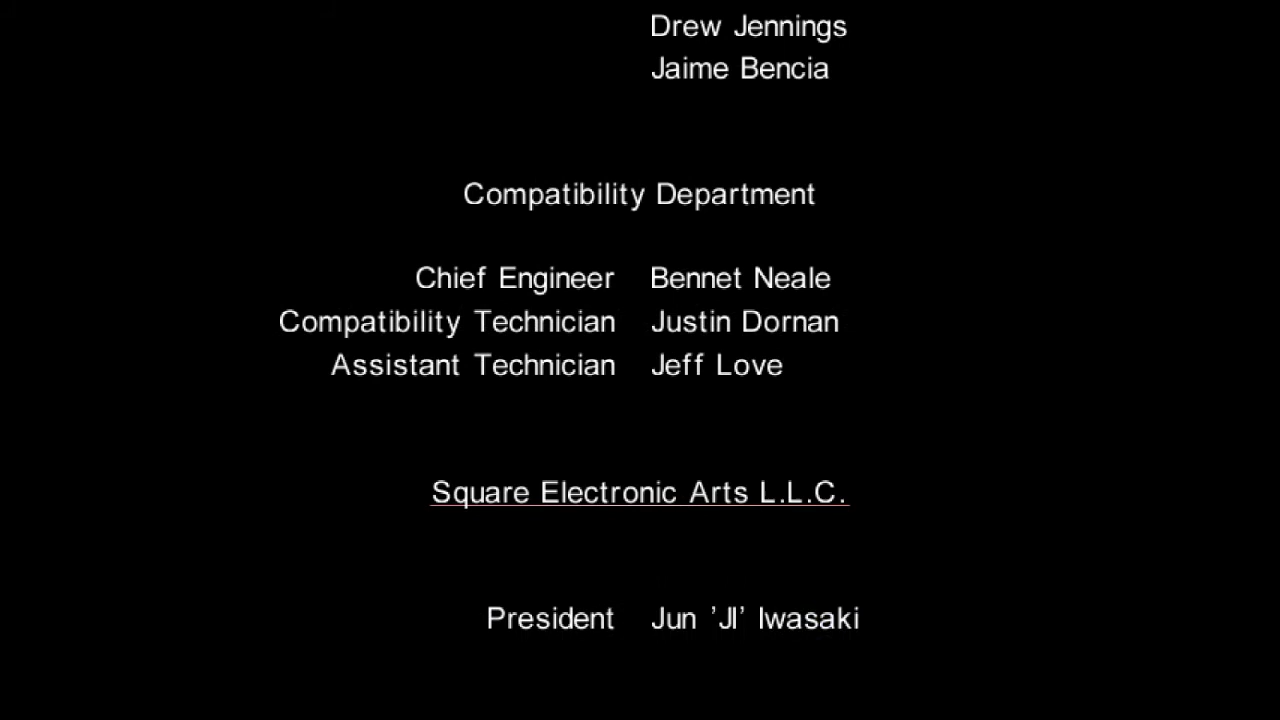 Drew Jennings
Jaime Bencia
Compatibility Department
Chief Engineer Bennet Neale
Compatibility Technician Justin Dornan
Assistant Technician Jeff Love
Square Electronic Arts L.L.C.
President Jun ’JI’ Iwasaki